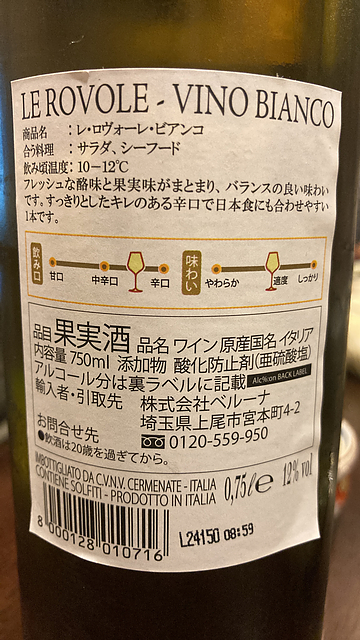 LE ROVOLE - VINO BIANCO
商品名 : レ・ロヴォーレ・ビアンコ
合う料理 : サラダ、シーフード
飲み頃温度: 10-12℃
フレッシュな酸味と果実味がまとまり、バランスの良い味わい
です。すっきりとしたキレのある辛口で日本食にも合わせやすい
1本です。
飲み口 甘口 中辛口 辛口 味わい やわらか 適度 しっかり
品目 果実酒 品名 ワイン 原産国名 イタリア
内容量 750ml 添加物 酸化防止剤(亜硫酸塩)
アルコール分は裏ラベルに記載 Alc% on BACK LABEL
輸入者・引取先 株式会社ベルーナ
埼玉県上尾市宮本町4-2
お問合せ先 0120-559-950
●飲酒は20歳を過ぎてから。
IMBOTTIGLIATO DA C.V.N.V. CERMENATE - ITALIA
CONTIENE SOLFITI - PRODOTTO IN ITALIA 0,75ℓ e 12% vol
8 000128 010716
L24150 08:59